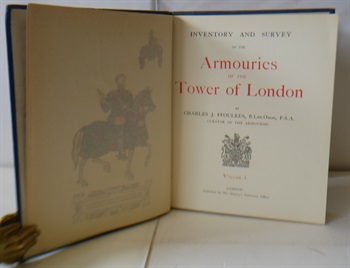 INVENTORY AND SURVEY
OF THE
Armouries
OF THE
Tower of London
BY
CHARLES J. FFOULKES, B.Litt.Oxon, F.S.A.
CURATOR OF THE ARMOURIES
VOLUME I
LONDON